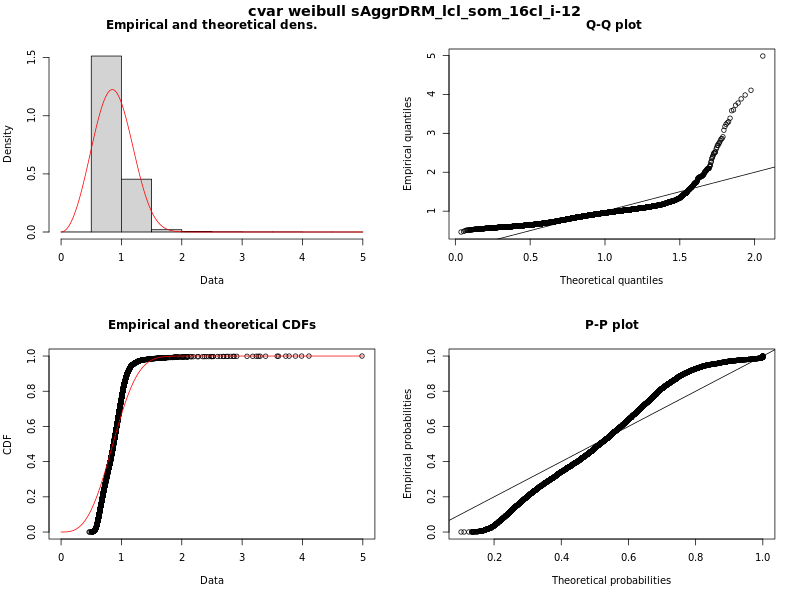 cvar weibull sAggrDRM_lcl_som_16cl_i-12
Empirical and theoretical dens.
Density
0.0 0.5 1.0 1.5
0 1 2 3 4 5
Data
Q-Q plot
Empirical quantiles
1 2 3 4 5
0.0 0.5 1.0 1.5 2.0
Theoretical quantiles
Empirical and theoretical CDFs
CDF
0.0 0.2 0.4 0.6 0.8 1.0
0 1 2 3 4 5
Data
P-P plot
Empirical probabilities
0.0 0.2 0.4 0.6 0.8 1.0
0.2 0.4 0.6 0.8 1.0
Theoretical probabilities